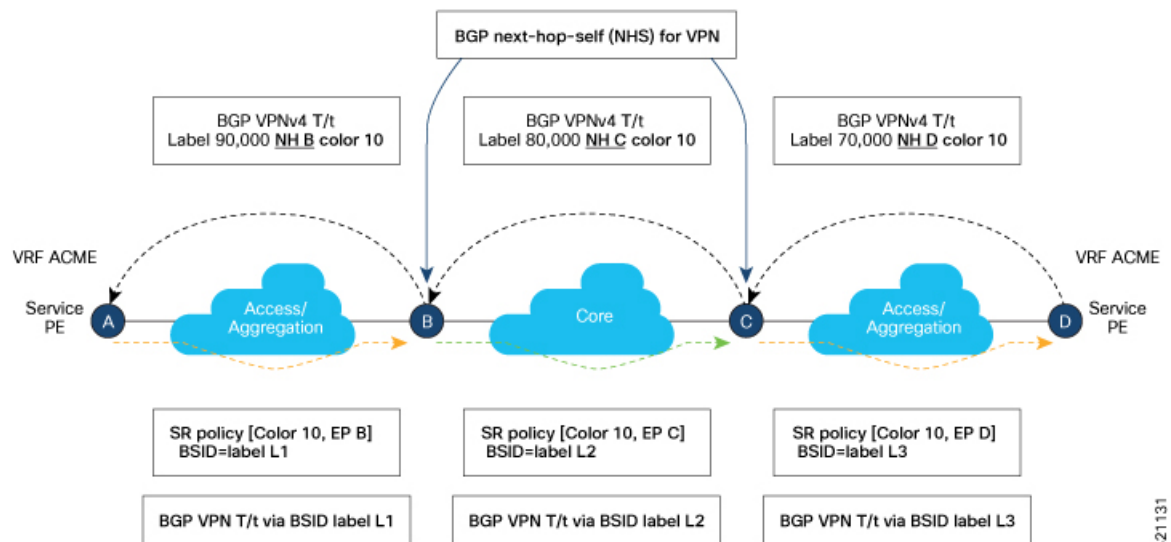 BGP next-hop-self (NHS) for VPN
BGP VPNv4 T/t
Label 90,000 NH B color 10
BGP VPNv4 T/t
Label 80,000 NH C color 10
BGP VPNv4 T/t
Label 70,000 NH D color 10
VRF ACME
VRF ACME
Service
PE
A
Access/
Aggregation
B
Core
C
Access/
Aggregation
D
Service
PE
SR policy [Color 10, EP B]
BSID=label L1
SR policy [Color 10, EP C]
BSID=label L2
SR policy [Color 10, EP D]
BSID=label L3
BGP VPN T/t via BSID label L1
BGP VPN T/t via BSID label L2
BGP VPN T/t via BSID label L3
21131